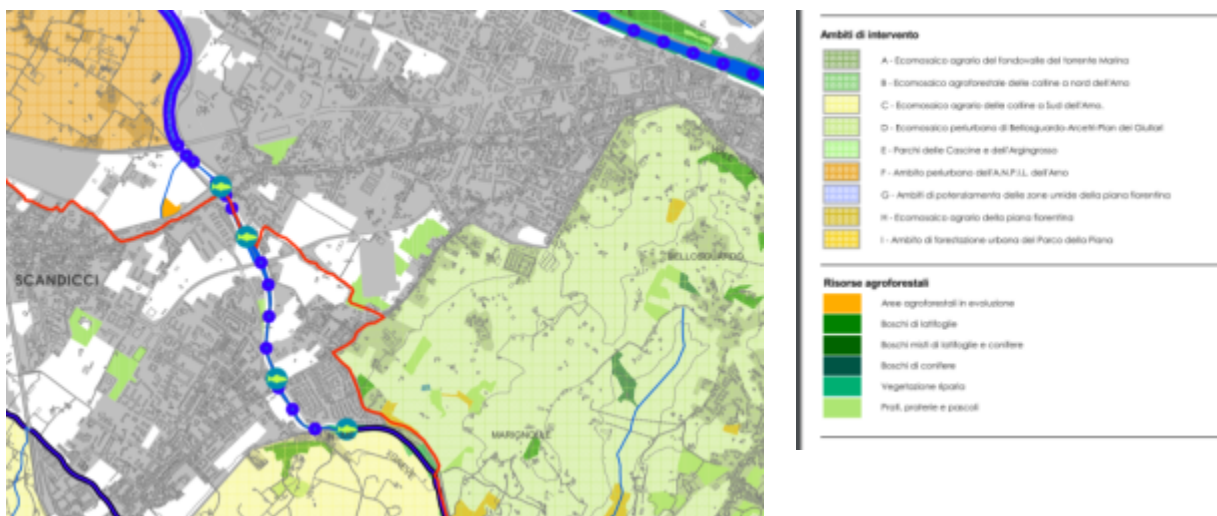 SCANDICCI
BELLOSGUARDO
MARIGNOLLE
GREVE
Ambiti di intervento
A - Ecomosaico agrario del fondovalle del torrente Marina
B - Ecomosaico agroforestale delle colline a nord dell'Arno
C - Ecomosaico agrario delle colline a Sud dell'Arno.
D - Ecomosaico periurbano di Bellosguardo-Arcetri-Pian dei Giullari
E - Parchi delle Cascine e dell'Argingrosso
F - Ambito periurbano dell'A.N.P.I.L. dell'Arno
G - Ambiti di potenziamento delle zone umide della piana fiorentina
H - Ecomosaico agrario della piana fiorentina
I - Ambito di forestazione urbana del Parco della Piana
Risorse agroforestali
Aree agroforestali in evoluzione
Boschi di latifoglie
Boschi misti di latifoglie e conifere
Boschi di conifere
Vegetazione riparia
Prati, praterie e pascoli